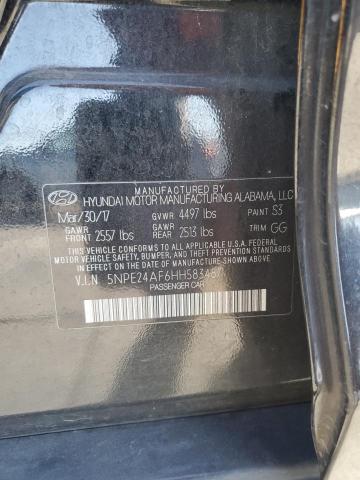 MANUFACTURED BY
HYUNDAI MOTOR MANUFACTURING ALABAMA, LLC
Mar/30/17 GVWR 4497 lbs PAINT S3
GAWR FRONT 2557 lbs GAWR REAR 2513 lbs TRIM GG
THIS VEHICLE CONFORMS TO ALL APPLICABLE U.S.A. FEDERAL
MOTOR VEHICLE SAFETY, BUMPER, AND THEFT PREVENTION
STANDARDS IN EFFECT ON THE DATE OF MANUFACTURE SHOWN ABOVE.
V.I.N
PASSENGER CAR